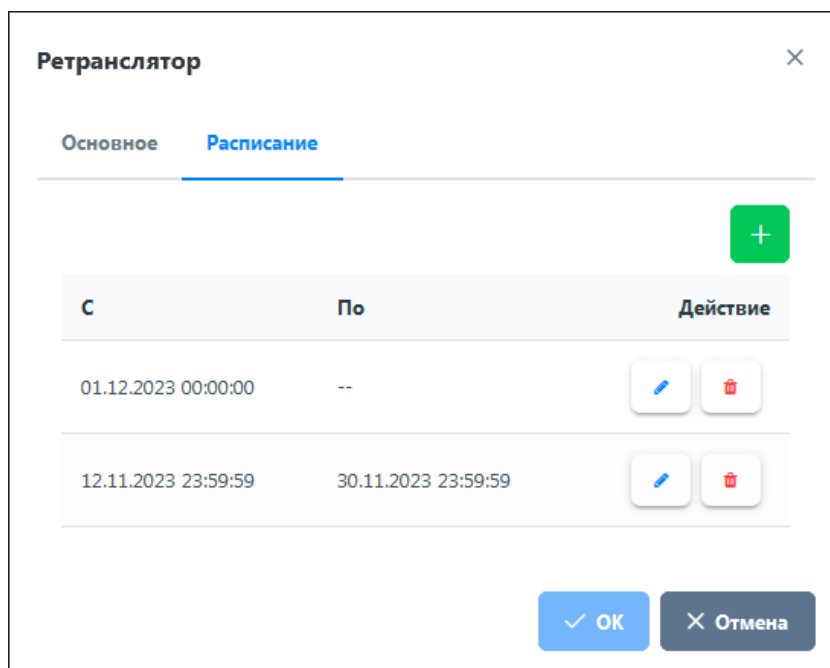 Ретранслятор
Основное Расписание
С По Действие
01.12.2023 00:00:00 --
12.11.2023 23:59:59 30.11.2023 23:59:59
ОК Отмена